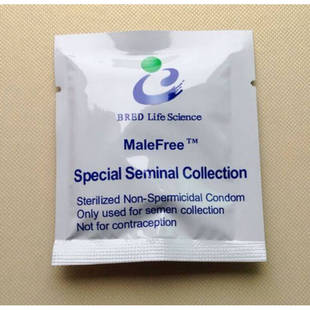 BRED Life Science
MaleFree™
Special Seminal Collection
Sterilized Non-Spermicidal Condom
Only used for semen collection
Not for contraception